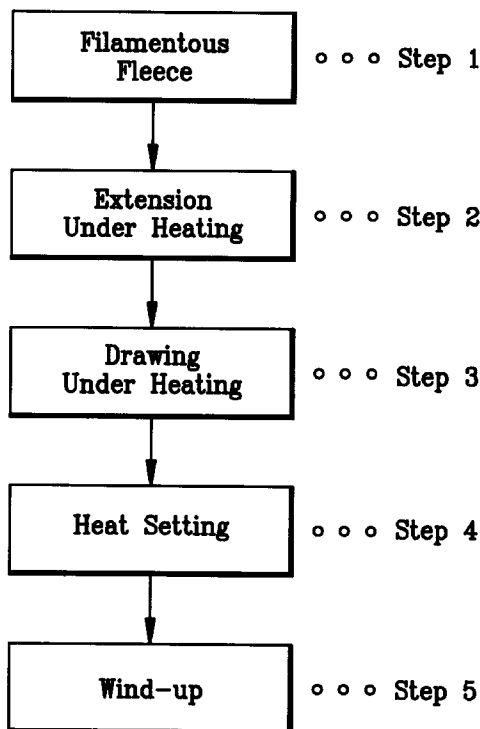 Filamentous
Fleece
Step 1
Extension
Under Heating
Step 2
Drawing
Under Heating
Step 3
Heat Setting
Step 4
Wind-up
Step 5